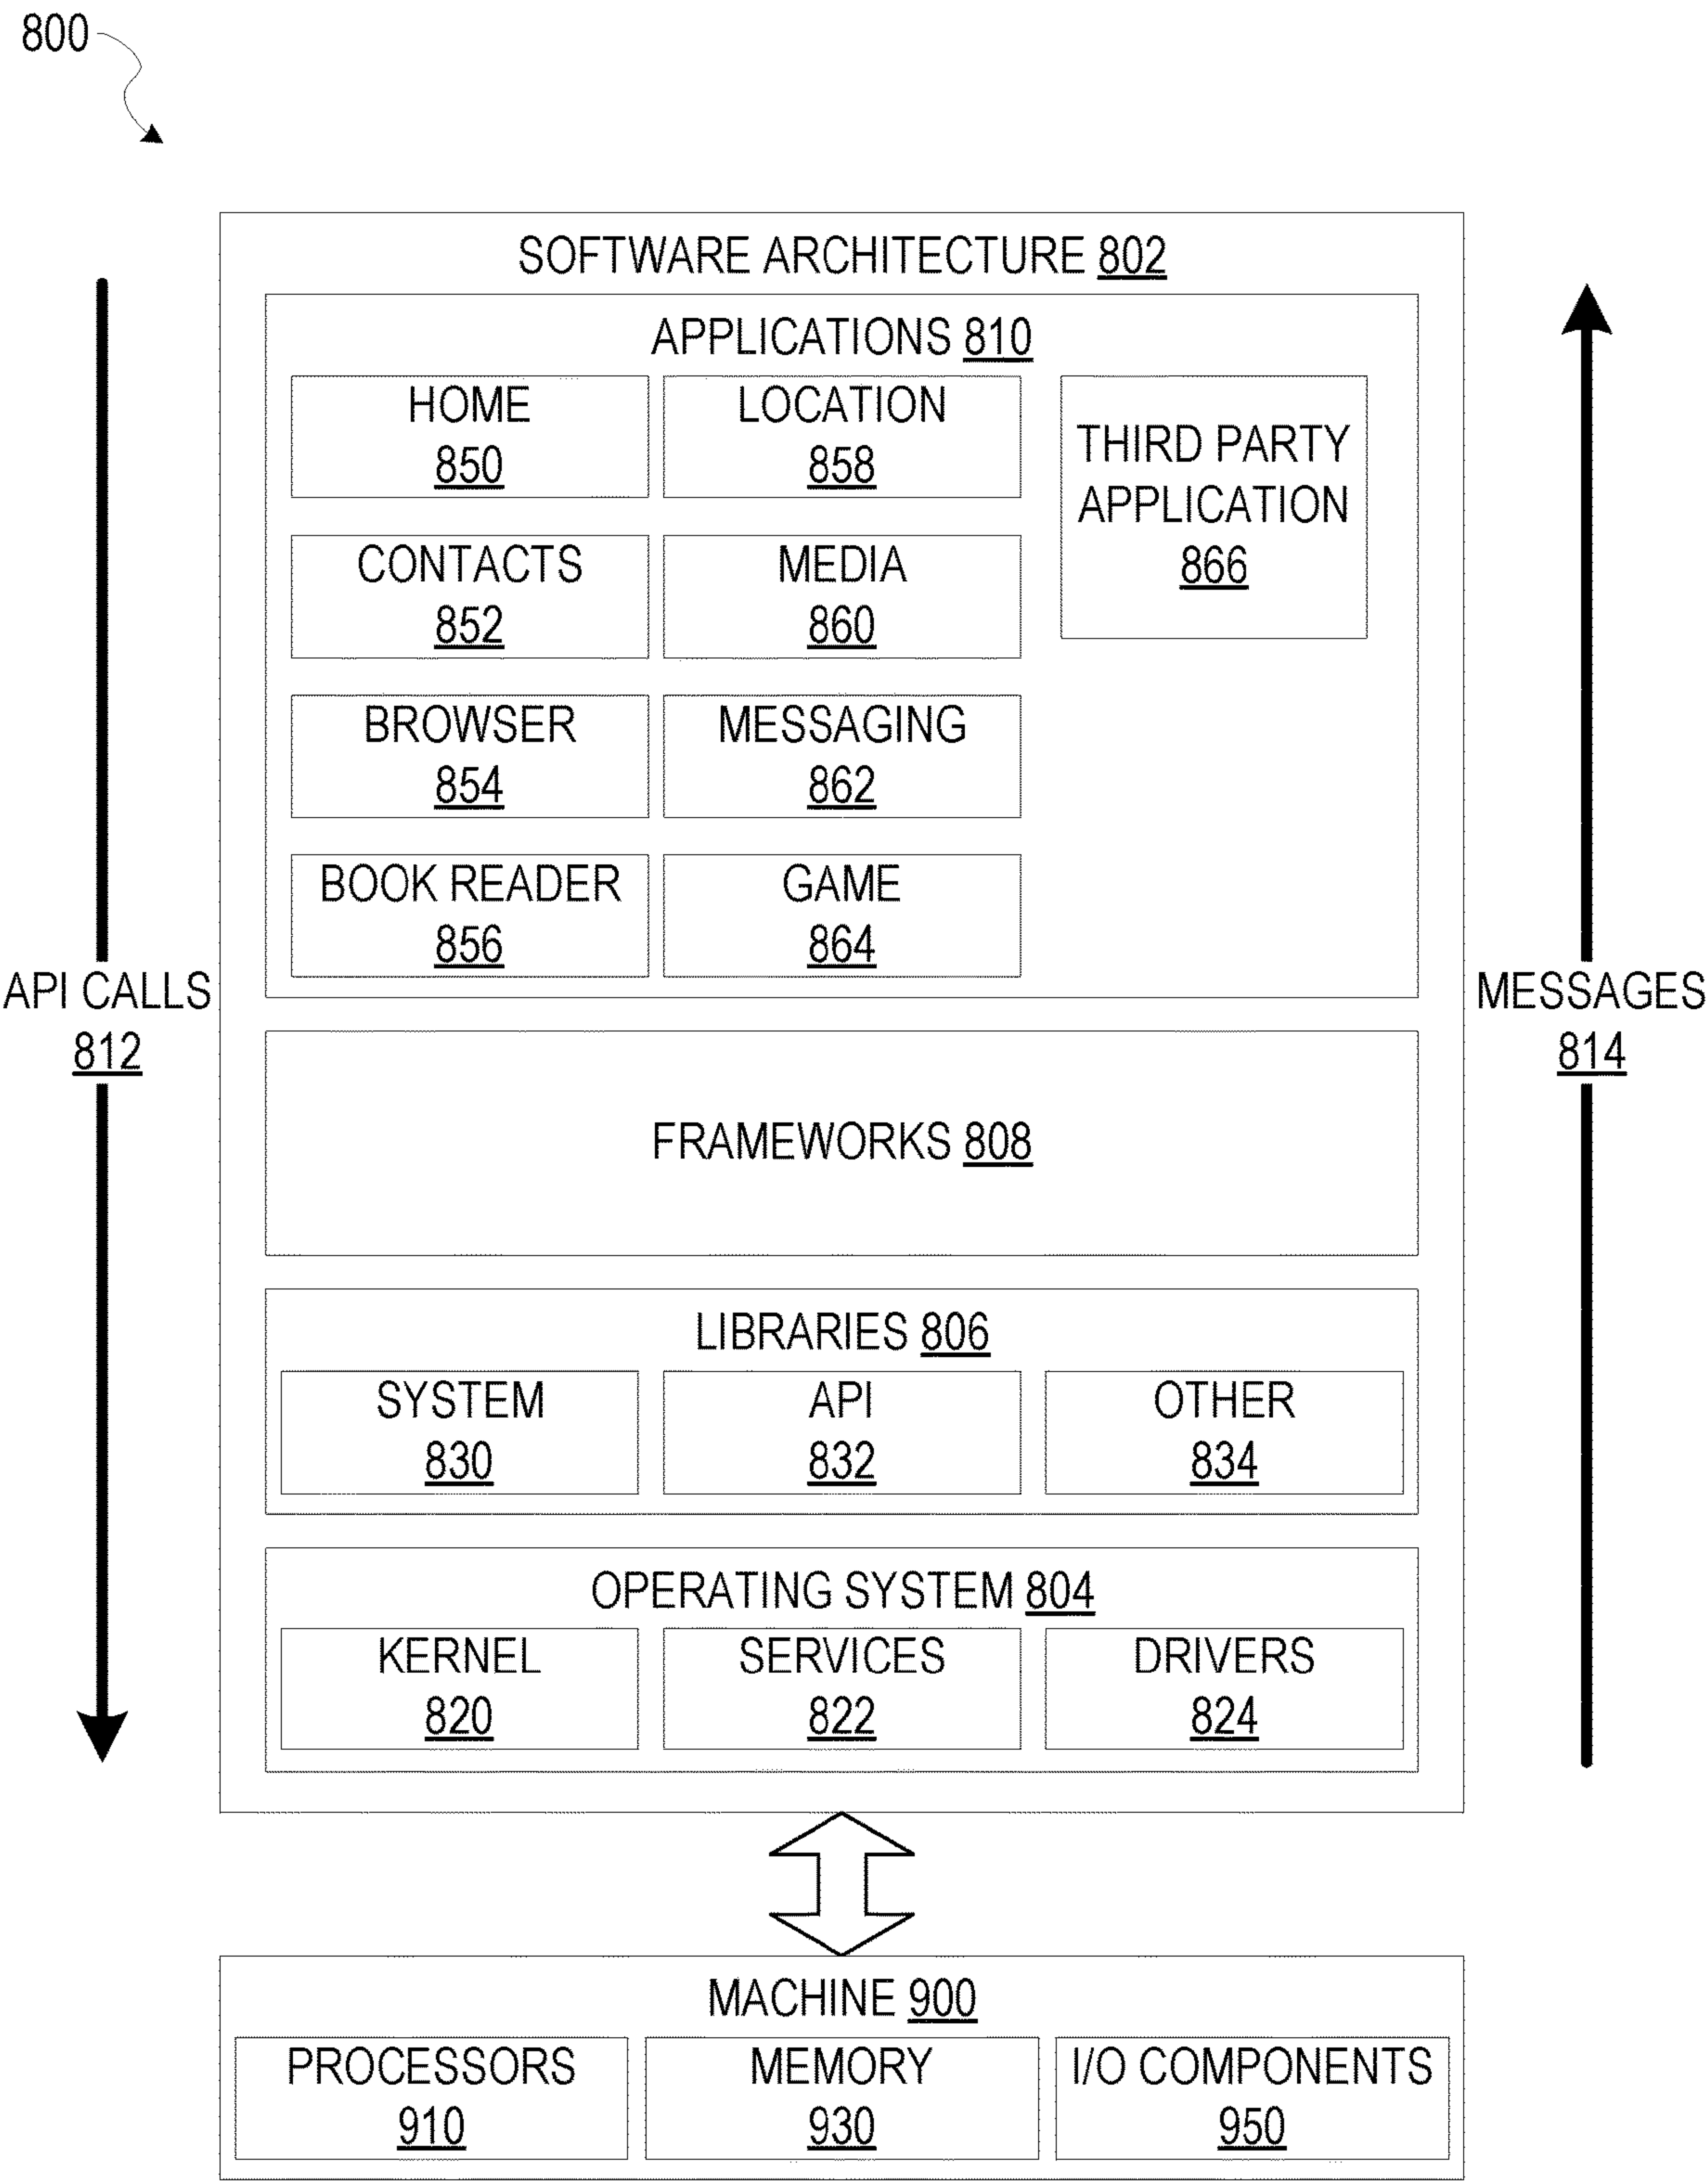 800
SOFTWARE ARCHITECTURE 802
APPLICATIONS 810
HOME
850
LOCATION
858
THIRD PARTY
APPLICATION
866
CONTACTS
852
MEDIA
860
BROWSER
854
MESSAGING
862
BOOK READER
856
GAME
864
API CALLS
812
MESSAGES
814
FRAMEWORKS 808
LIBRARIES 806
SYSTEM
830
API
832
OTHER
834
OPERATING SYSTEM 804
KERNEL
820
SERVICES
822
DRIVERS
824
MACHINE 900
PROCESSORS
910
MEMORY
930
I/O COMPONENTS
950